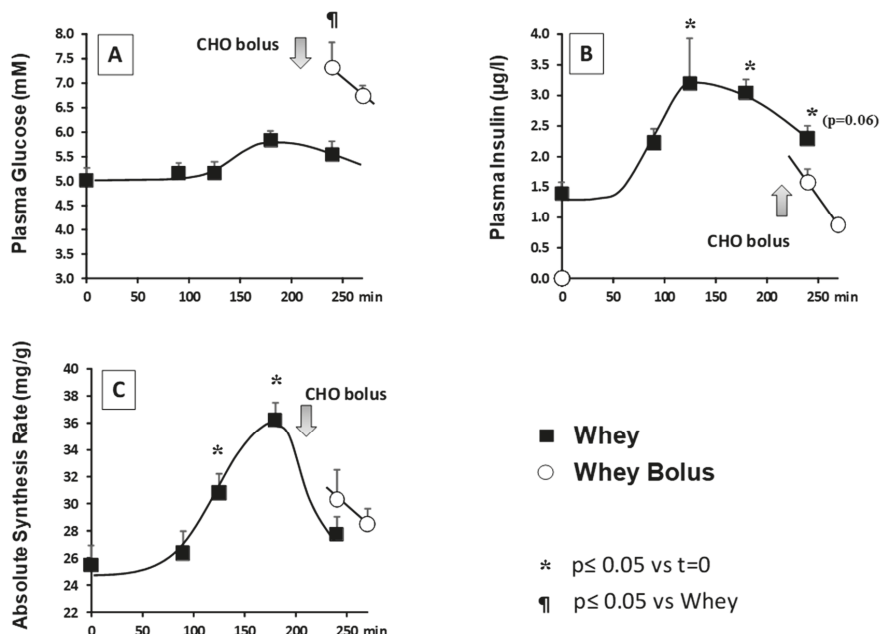 Plasma Glucose (mM)
8.0
7.5
7.0
6.5
6.0
5.5
5.0
4.5
4.0
3.5
3.0
A
CHO bolus
¶
0 50 100 150 200 250 min
Plasma Insulin (µg/l)
4.0
3.5
3.0
2.5
2.0
1.5
1.0
0.5
0.0
B
*
*
* (p=0.06)
CHO bolus
0 50 100 150 200 250 min
Absolute Synthesis Rate (mg/g)
40
38
36
34
32
30
28
26
24
22
C
*
*
CHO bolus
0 50 100 150 200 250 min
Whey
Whey Bolus
* p≤ 0.05 vs t=0
¶ p≤ 0.05 vs Whey